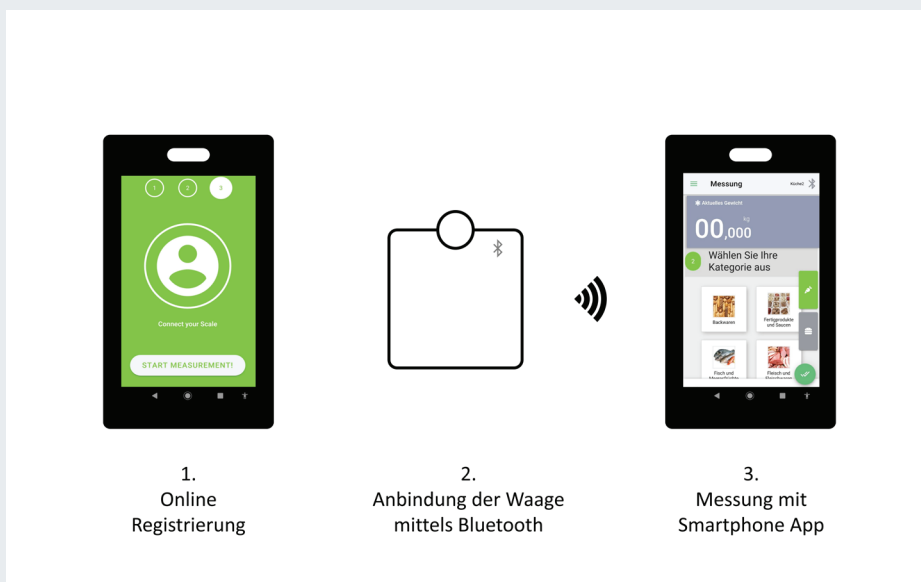 1
2
3
Connect your Scale
START MEASUREMENT!
Messung
Küche2
Aktuelles Gewicht
kg
00,000
2
Wählen Sie Ihre
Kategorie aus
Backwaren
Fertigprodukte
und Saucen
Fisch und
Fleisch und
1.
Online
Registrierung
2.
Anbindung der Waage
mittels Bluetooth
3.
Messung mit
Smartphone App